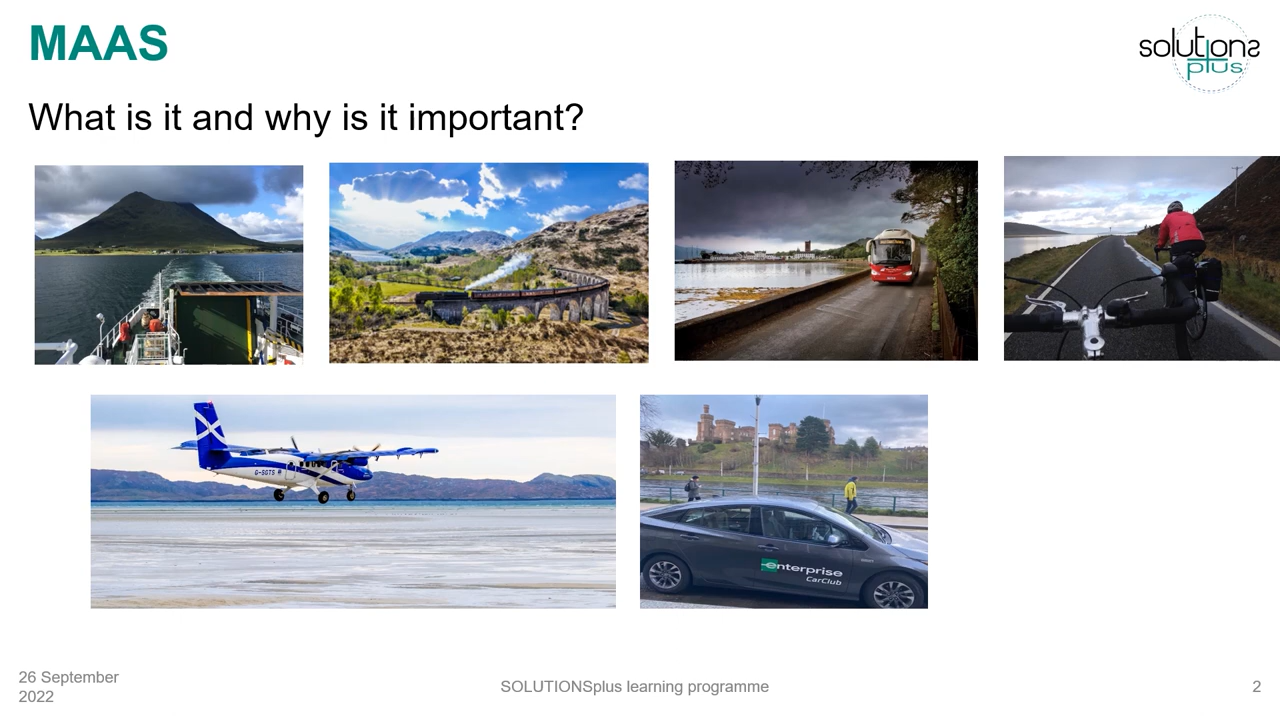 MAAS
solutions
plus
What is it and why is it important?
G-SGTS
enterprise
CarClub
26 September
2022
SOLUTIONSplus learning programme
2